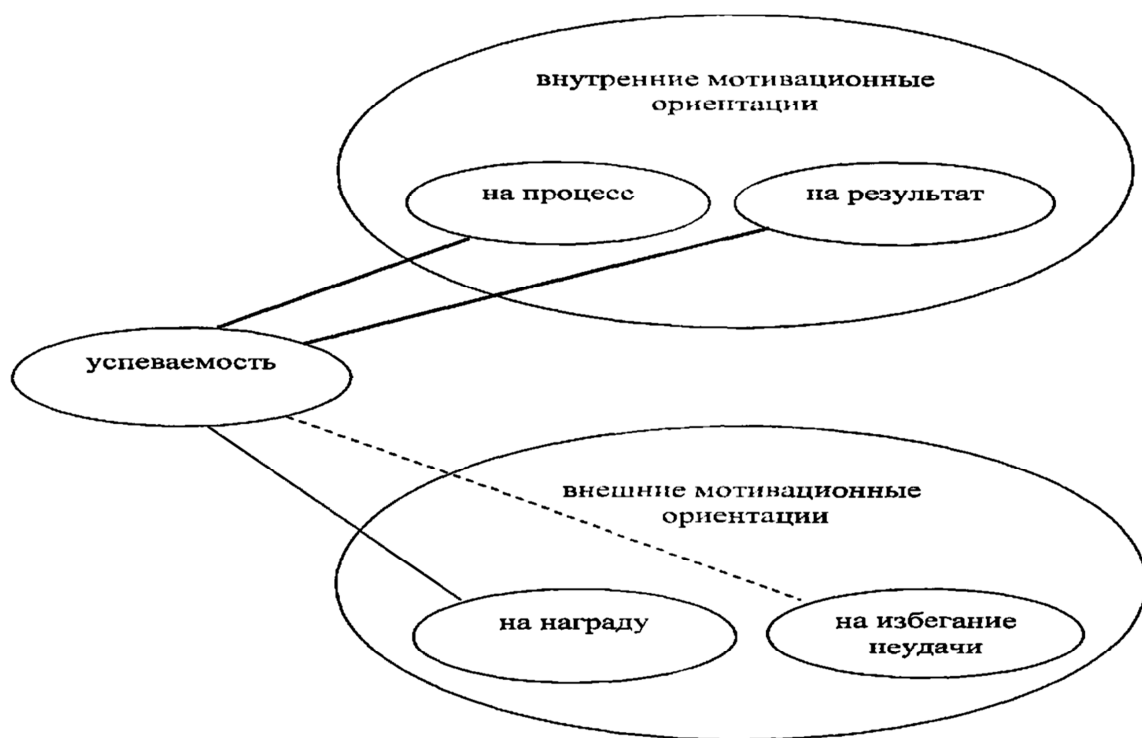 внутренние мотивационные
ориентации
на процесс
на результат
успеваемость
внешние мотивационные
ориентации
на награду
на избегание
неудачи